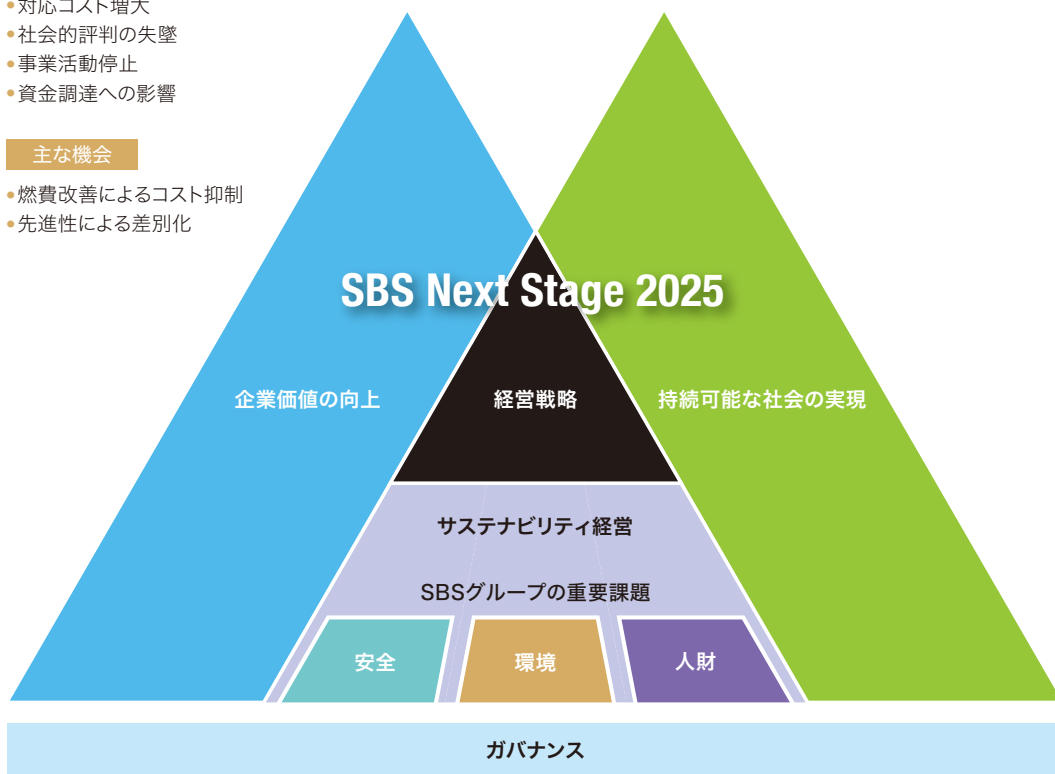 •対応コスト増大
•社会的評判の失墜
•事業活動停止
•資金調達への影響
主な機会
•燃費改善によるコスト抑制
•先進性による差別化
SBS Next Stage 2025
企業価値の向上
経営戦略
持続可能な社会の実現
サステナビリティ経営
SBSグループの重要課題
安全
環境
人財
ガバナンス